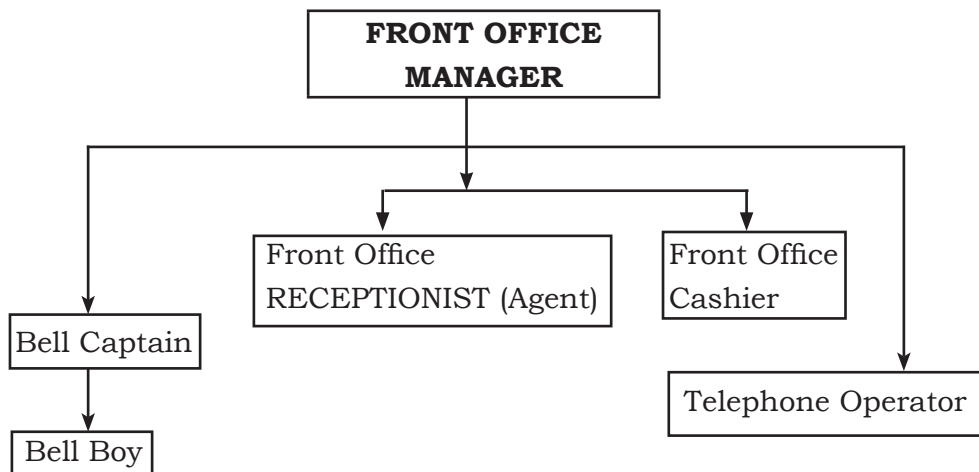 FRONT OFFICE
MANAGER
Front Office
RECEPTIONIST (Agent)
Front Office
Cashier
Bell Captain
Telephone Operator
Bell Boy